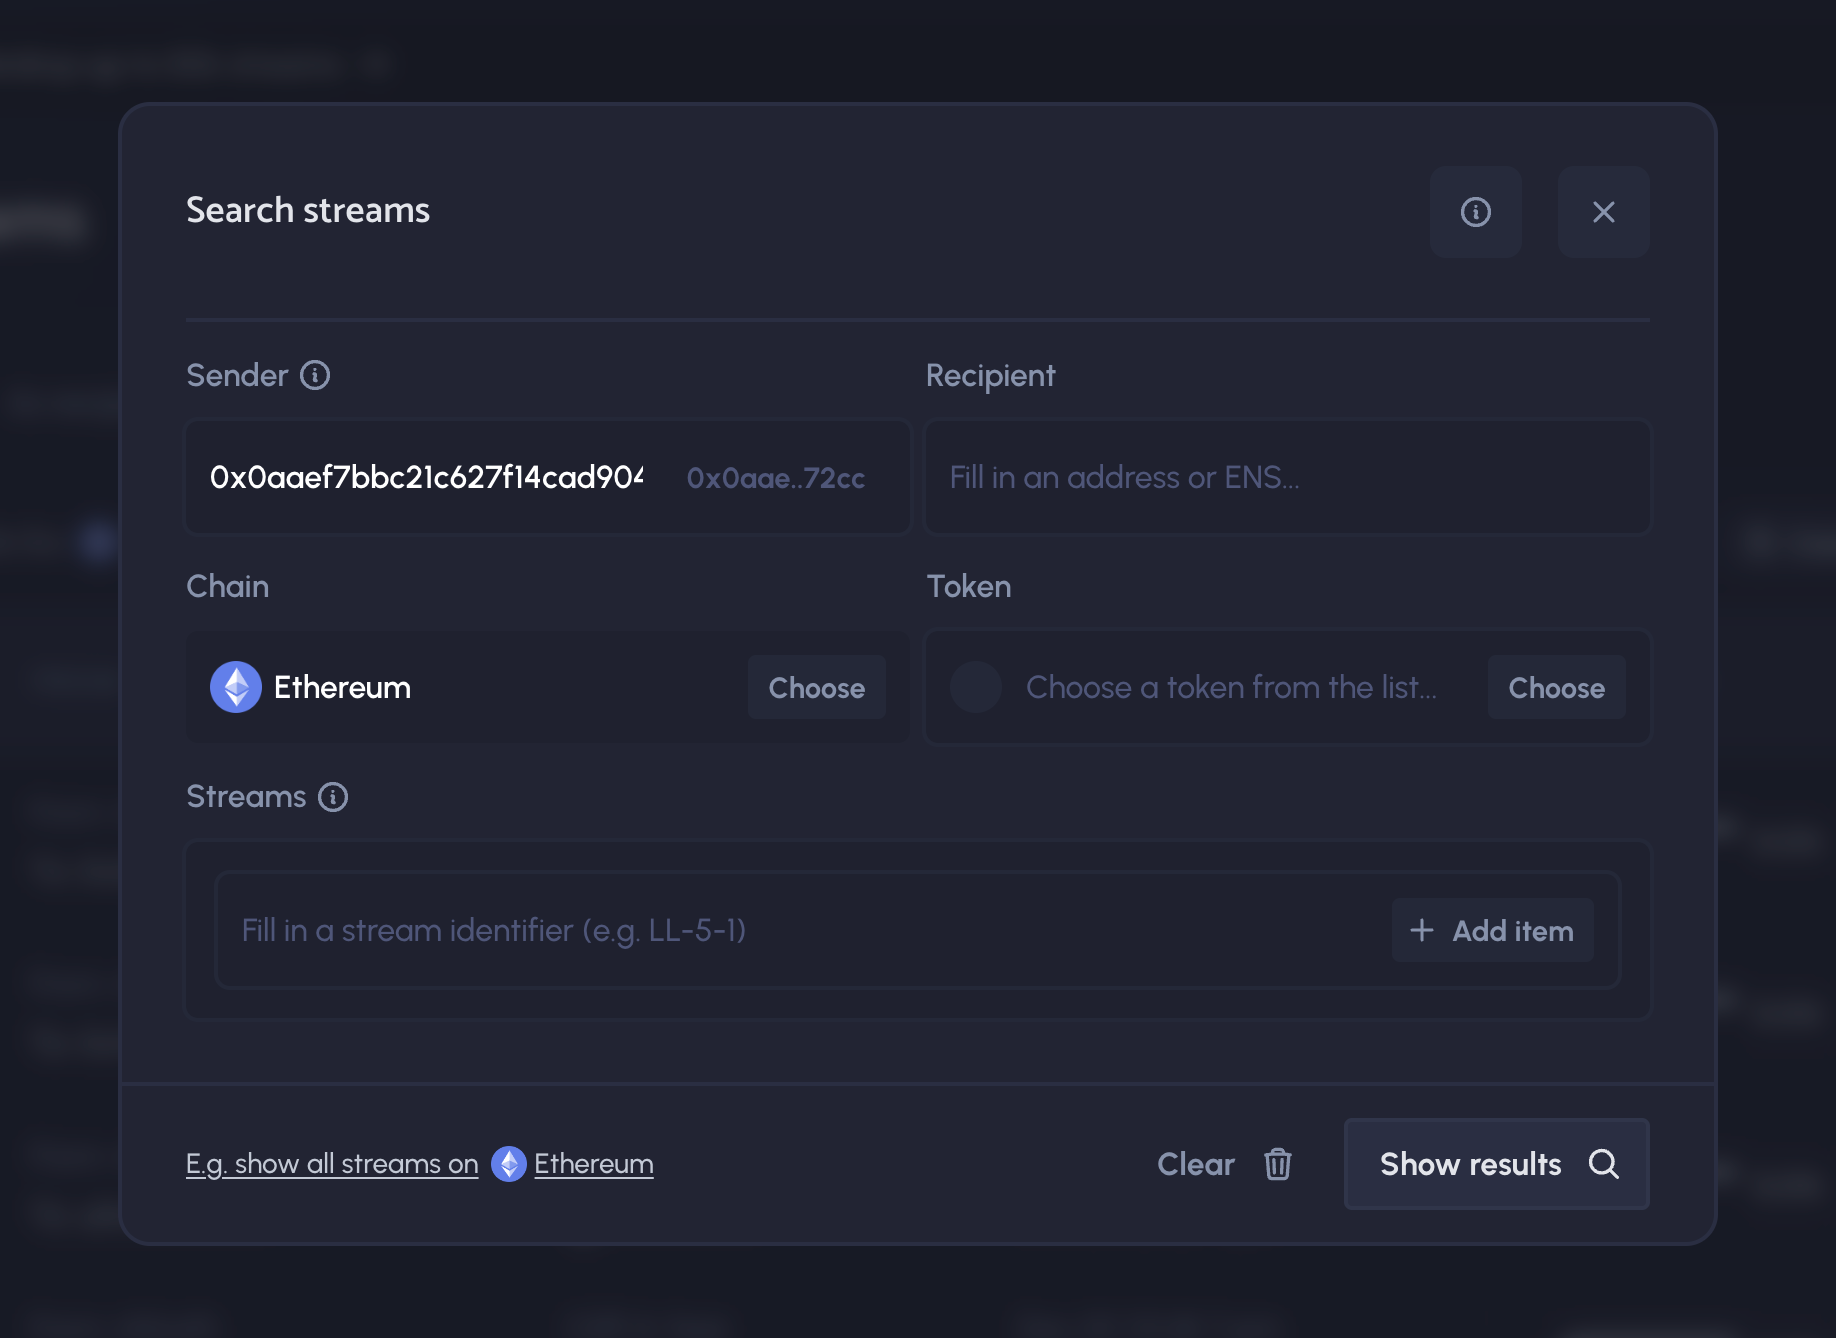 Search streams
Sender
Recipient
0x0aaef7bbc21c627f14cad904 0x0aae..72cc
Fill in an address or ENS...
Chain
Token
Ethereum Choose
Choose a token from the list... Choose
Streams
Fill in a stream identifier (e.g. LL-5-1) + Add item
E.g. show all streams on Ethereum
Clear
Show results